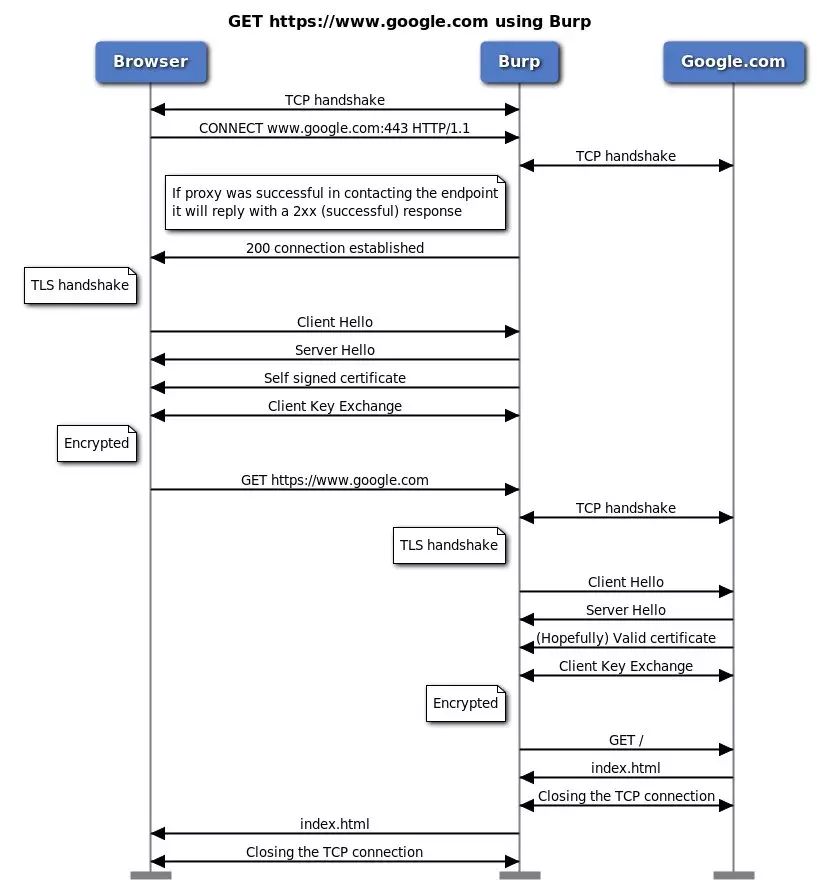 GET https://www.google.com using Burp
Browser
Burp
Google.com
TCP handshake
CONNECT www.google.com:443 HTTP/1.1
TCP handshake
If proxy was successful in contacting the endpoint
it will reply with a 2xx (successful) response
200 connection established
TLS handshake
Client Hello
Server Hello
Self signed certificate
Client Key Exchange
Encrypted
GET https://www.google.com
TCP handshake
TLS handshake
Client Hello
Server Hello
(Hopefully) Valid certificate
Client Key Exchange
Encrypted
GET /
index.html
Closing the TCP connection
index.html
Closing the TCP connection